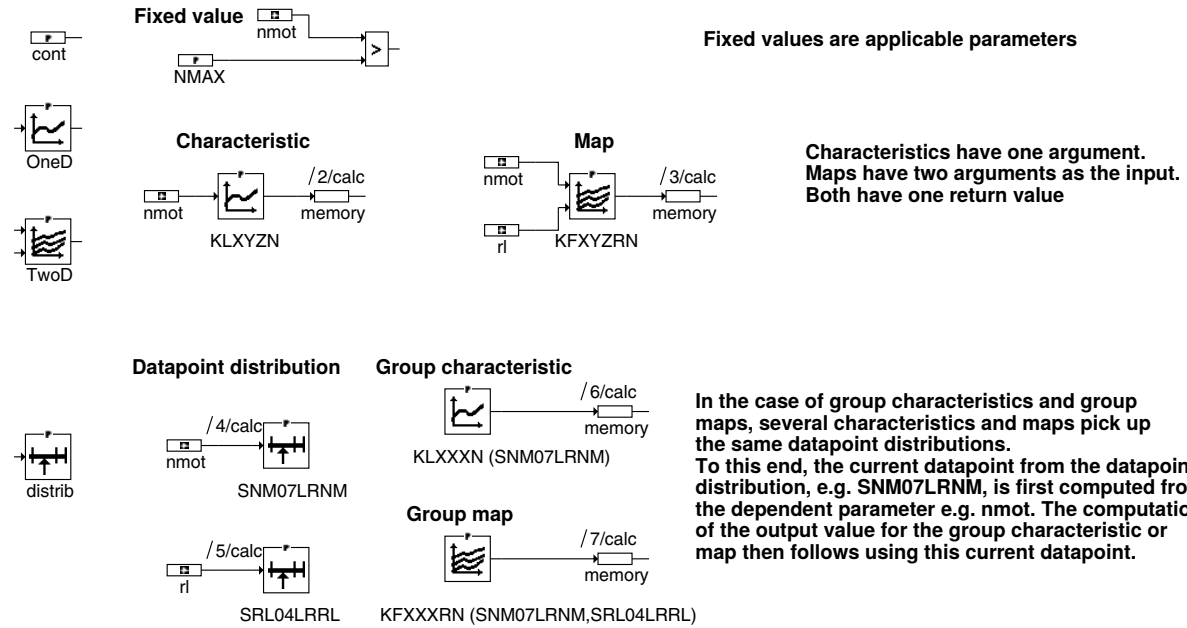 Fixed value
nmot
cont
NMAX
>
Fixed values are applicable parameters
OneD
TwoD
Characteristic
nmot
KLXYZN
/2/calc
memory
Map
nmot
rl
KFXYZRN
/3/calc
memory
Characteristics have one argument.
Maps have two arguments as the input.
Both have one return value
Datapoint distribution
distrib
/4/calc
nmot
SNM07LRNM
/5/calc
rl
SRL04LRRL
Group characteristic
/6/calc
memory
KLXXXN (SNM07LRNM)
Group map
/7/calc
memory
KFXXXRN (SNM07LRNM,SRL04LRRL)
In the case of group characteristics and group
maps, several characteristics and maps pick up
the same datapoint distributions.
To this end, the current datapoint from the datapoin
distribution, e.g. SNM07LRNM, is first computed fro
the dependent parameter e.g. nmot. The computatio
of the output value for the group characteristic or
map then follows using this current datapoint.